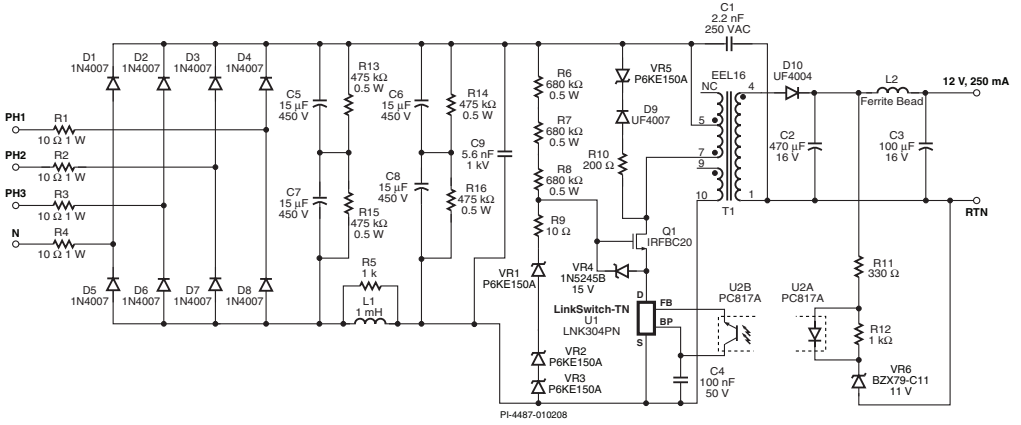 C1
2.2 nF
250 VAC
D1
1N4007
D2
1N4007
D3
1N4007
D4
1N4007
R13
475 kΩ
0.5 W
C5
15 µF
450 V
C6
15 µF
450 V
R14
475 kΩ
0.5 W
C9
5.6 nF
1 kV
R6
680 kΩ
0.5 W
R7
680 kΩ
0.5 W
R8
680 kΩ
0.5 W
R9
10 Ω
VR5
P6KE150A
D9
UF4007
R10
200 Ω
EEL16
NC
5
7
9
10
4
1
T1
D10
UF4004
L2
Ferrite Bead
12 V, 250 mA
C2
470 µF
16 V
C3
100 µF
16 V
RTN
PH1
R1
10 Ω 1 W
PH2
R2
10 Ω 1 W
PH3
R3
10 Ω 1 W
N
R4
10 Ω 1 W
C7
15 µF
450 V
R15
475 kΩ
0.5 W
C8
15 µF
450 V
R16
475 kΩ
0.5 W
D5
1N4007
D6
1N4007
D7
1N4007
D8
1N4007
R5
1 k
L1
1 mH
VR1
P6KE150A
Q1
IRFBC20
VR4
1N5245B
15 V
LinkSwitch-TN
U1
LNK304PN
D
FB
BP
S
U2B
PC817A
U2A
PC817A
R11
330 Ω
R12
1 kΩ
VR6
BZX79-C11
11 V
VR2
P6KE150A
VR3
P6KE150A
C4
100 nF
50 V
PI-4487-010208